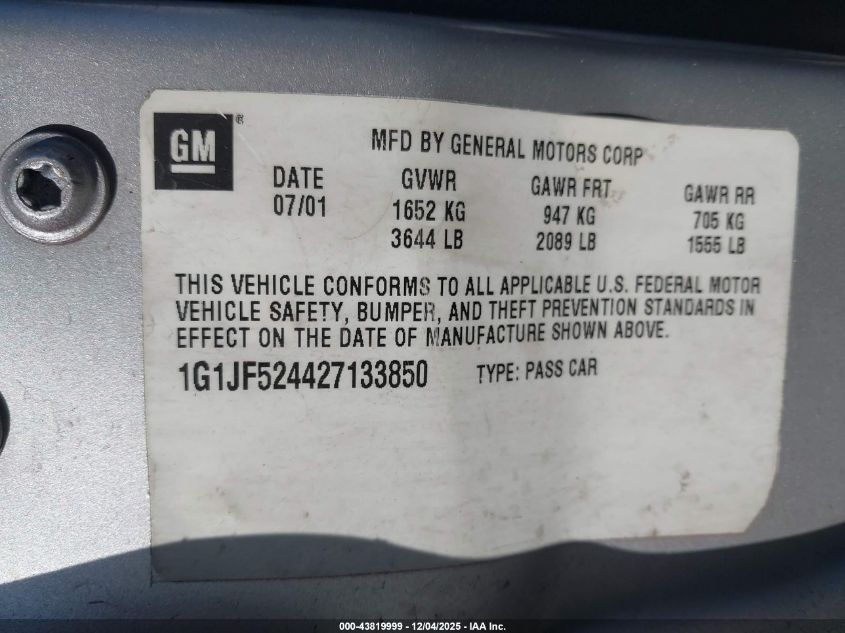 GM®
MFD BY GENERAL MOTORS CORP
DATE GVWR GAWR FRT GAWR RR
07/01 1652 KG 947 KG 705 KG
3644 LB 2089 LB 1555 LB
THIS VEHICLE CONFORMS TO ALL APPLICABLE U.S. FEDERAL MOTOR
VEHICLE SAFETY, BUMPER, AND THEFT PREVENTION STANDARDS IN
EFFECT ON THE DATE OF MANUFACTURE SHOWN ABOVE.
1G1JF524427133850 TYPE: PASS CAR
000-43819999 - 12/04/2025 - IAA Inc.